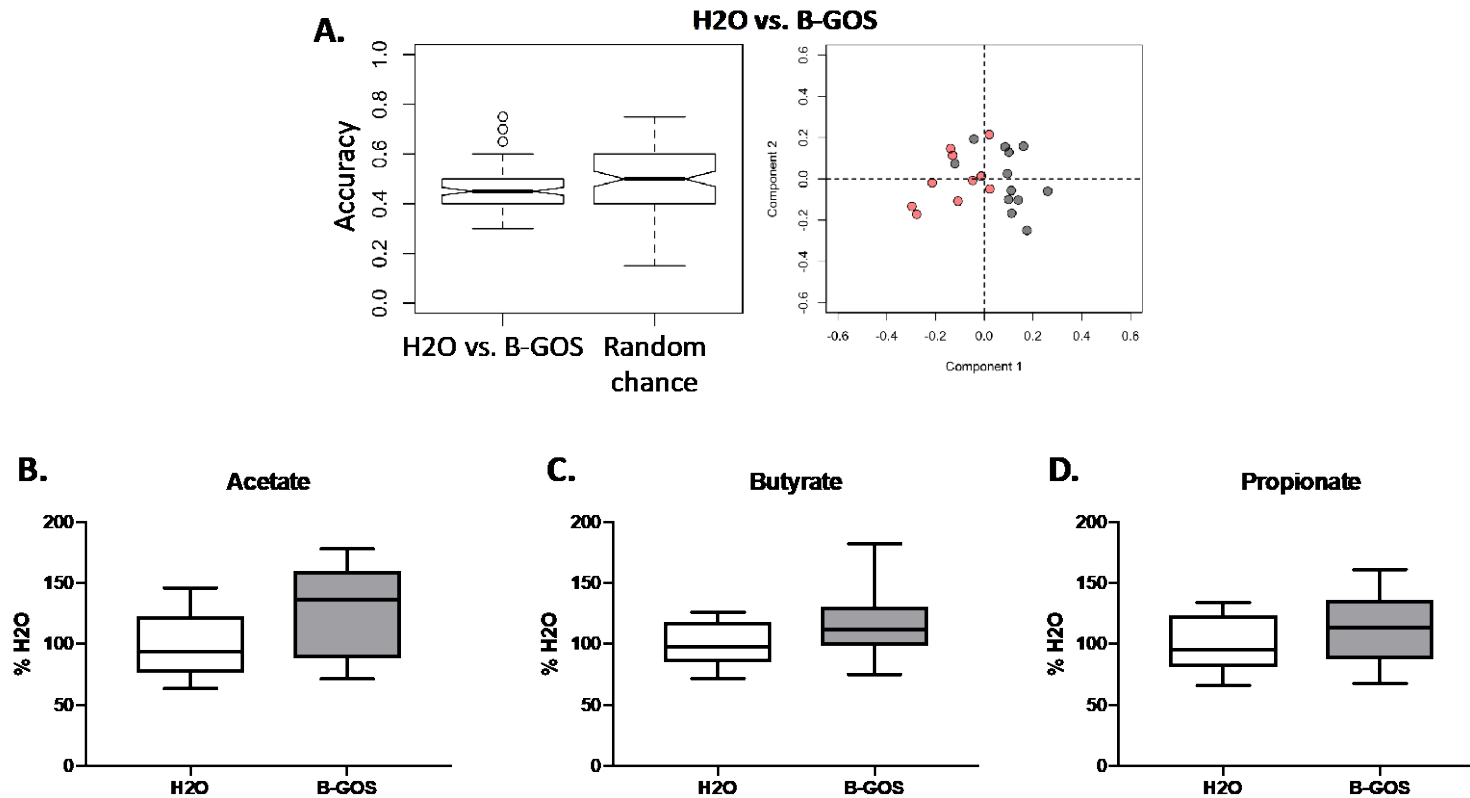 H2O vs. B-GOS
A.
1.0
0.8
0.6
0.4
0.2
0.0
Accuracy
H2O vs. B-GOS
Random
chance
0.6
0.4
0.2
0.0
-0.2
-0.4
-0.6
Component 2
-0.6 -0.4 -0.2 0.0 0.2 0.4 0.6
Component 1
B.
Acetate
200
150
100
50
0
% H2O
H2O B-GOS
C.
Butyrate
200
150
100
50
0
% H2O
H2O B-GOS
D.
Propionate
200
150
100
50
0
% H2O
H2O B-GOS